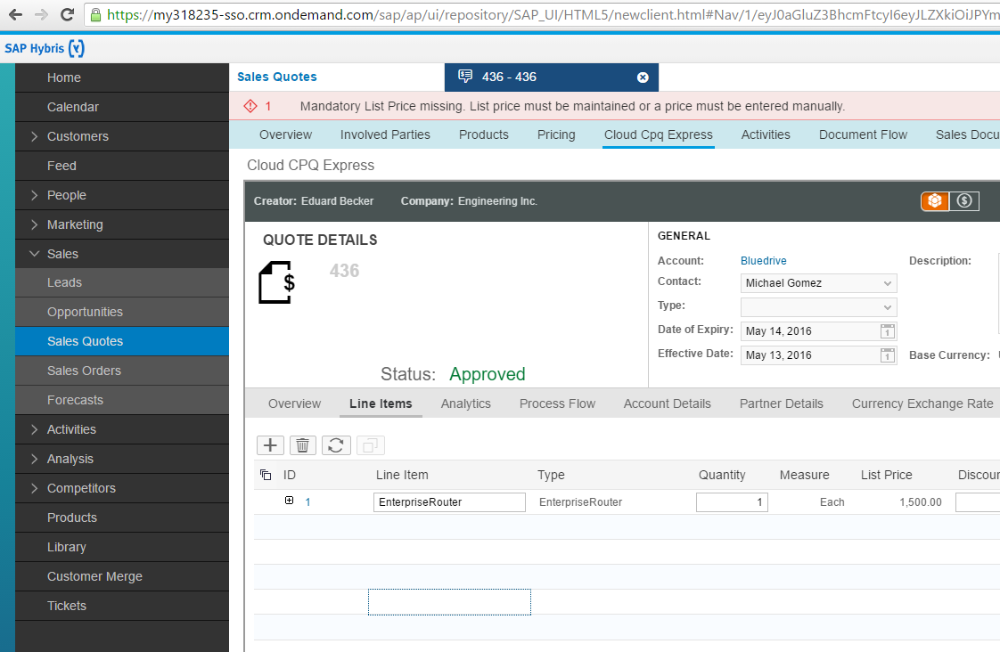 https://my318235-sso.crm.ondemand.com/sap/ap/ui/repository/SAP_UI/HTML5/newclient.html#Nav/1/eyJ0aGluZ3BhcmFtcyI6eyJLZXkiOiJPYm
SAP Hybris (y)
Home
Calendar
Customers
Feed
People
Marketing
Sales
Leads
Opportunities
Sales Quotes
Sales Orders
Forecasts
Activities
Analysis
Competitors
Products
Library
Customer Merge
Tickets
Sales Quotes
436 - 436
1 Mandatory List Price missing. List price must be maintained or a price must be entered manually.
Overview Involved Parties Products Pricing Cloud Cpq Express Activities Document Flow Sales Docu
Cloud CPQ Express
Creator: Eduard Becker Company: Engineering Inc.
QUOTE DETAILS
436
Status: Approved
GENERAL
Account: Bluedrive Description:
Contact: Michael Gomez
Type:
Date of Expiry: May 14, 2016
Effective Date: May 13, 2016 Base Currency:
Overview Line Items Analytics Process Flow Account Details Partner Details Currency Exchange Rate
ID Line Item Type Quantity Measure List Price Discou
1 EnterpriseRouter EnterpriseRouter 1 Each 1,500.00